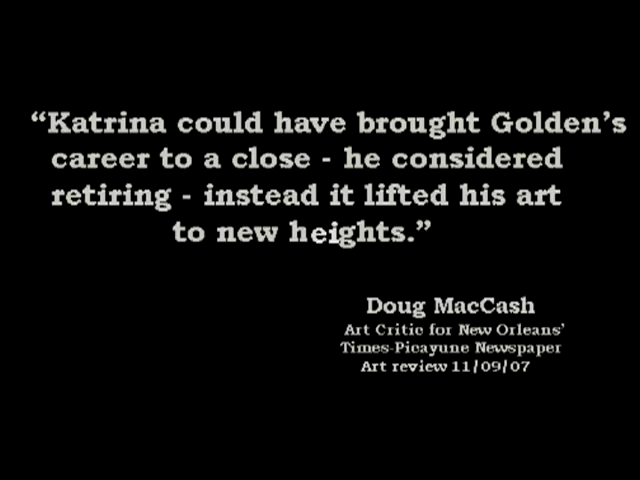 “Katrina could have brought Golden’s
career to a close - he considered
retiring - instead it lifted his art
to new heights.”
Doug MacCash
Art Critic for New Orleans’
Times-Picayune Newspaper
Art review 11/09/07